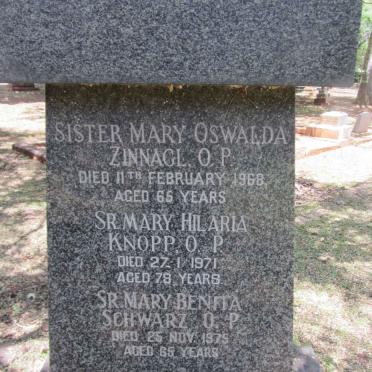 SISTER MARY OSWALDA
ZINNAGL, O. P.
DIED 11TH FEBRUARY 1968,
AGED 65 YEARS
SR. MARY HILARIA
KNOPP, O. P.
DIED 27. 1. 1971.
AGED 78 YEARS
SR. MARY BENITA
SCHWARZ, O. P.
DIED 25 NOV. 1975
AGED 65 YEARS